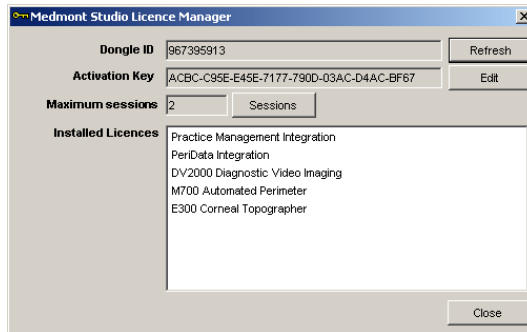 Medmont Studio Licence Manager
Dongle ID 967395913 Refresh
Activation Key ACBC-C95E-E45E-7177-790D-03AC-D4AC-BF67 Edit
Maximum sessions 2 Sessions
Installed Licences
Practice Management Integration
PeriData Integration
DV2000 Diagnostic Video Imaging
M700 Automated Perimeter
E300 Corneal Topographer
Close